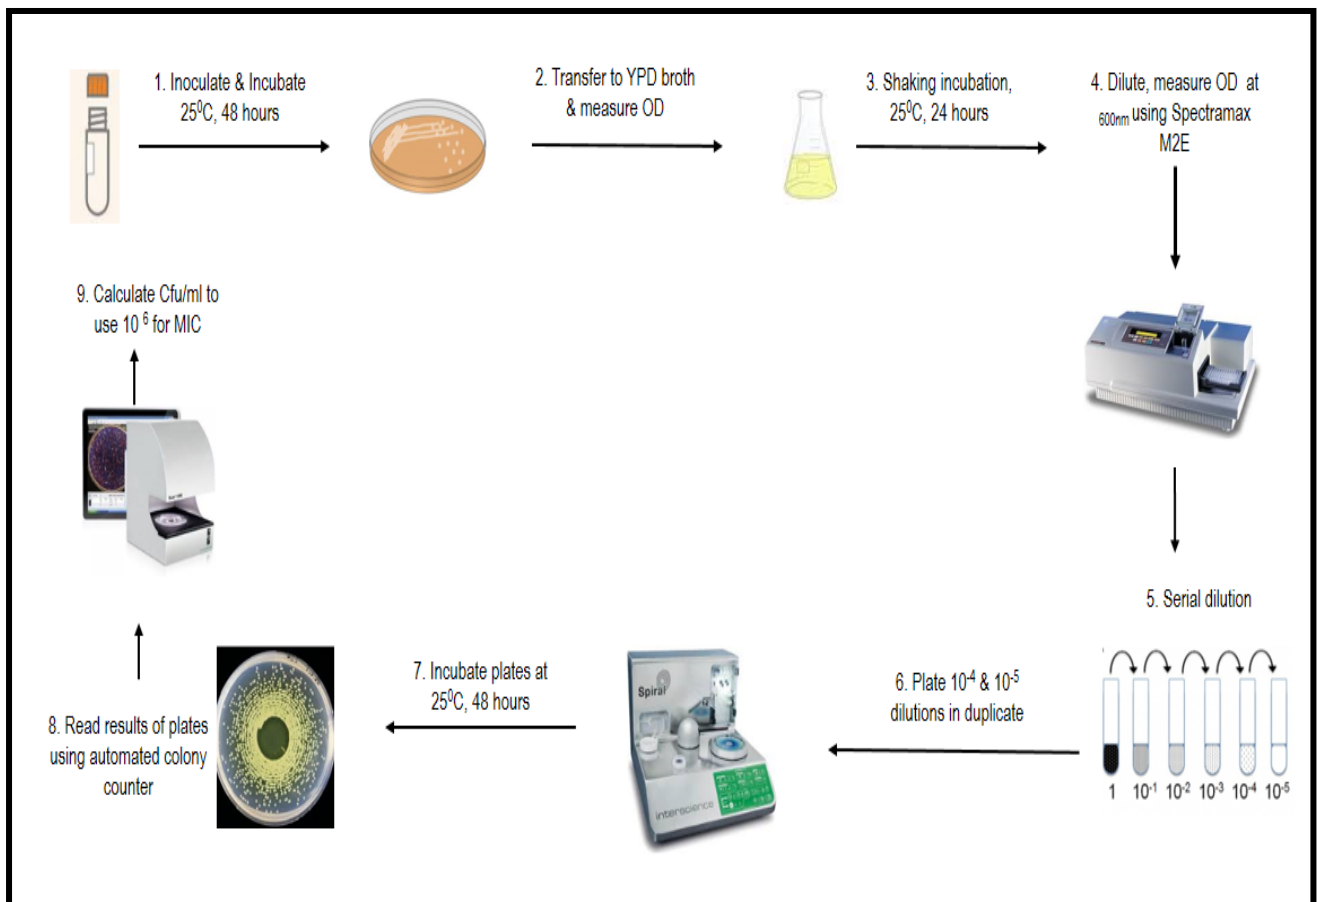 1. Inoculate & Incubate
25⁰C, 48 hours
2. Transfer to YPD broth
& measure OD
3. Shaking incubation,
25⁰C, 24 hours
4. Dilute, measure OD at
600nm using Spectramax
M2E
5. Serial dilution
1 10⁻¹ 10⁻² 10⁻³ 10⁻⁴ 10⁻⁵
6. Plate 10⁻⁴ & 10⁻⁵
dilutions in duplicate
Spiral
interscience
7. Incubate plates at
25⁰C, 48 hours
8. Read results of plates
using automated colony
counter
9. Calculate Cfu/ml to
use 10 ⁶ for MIC